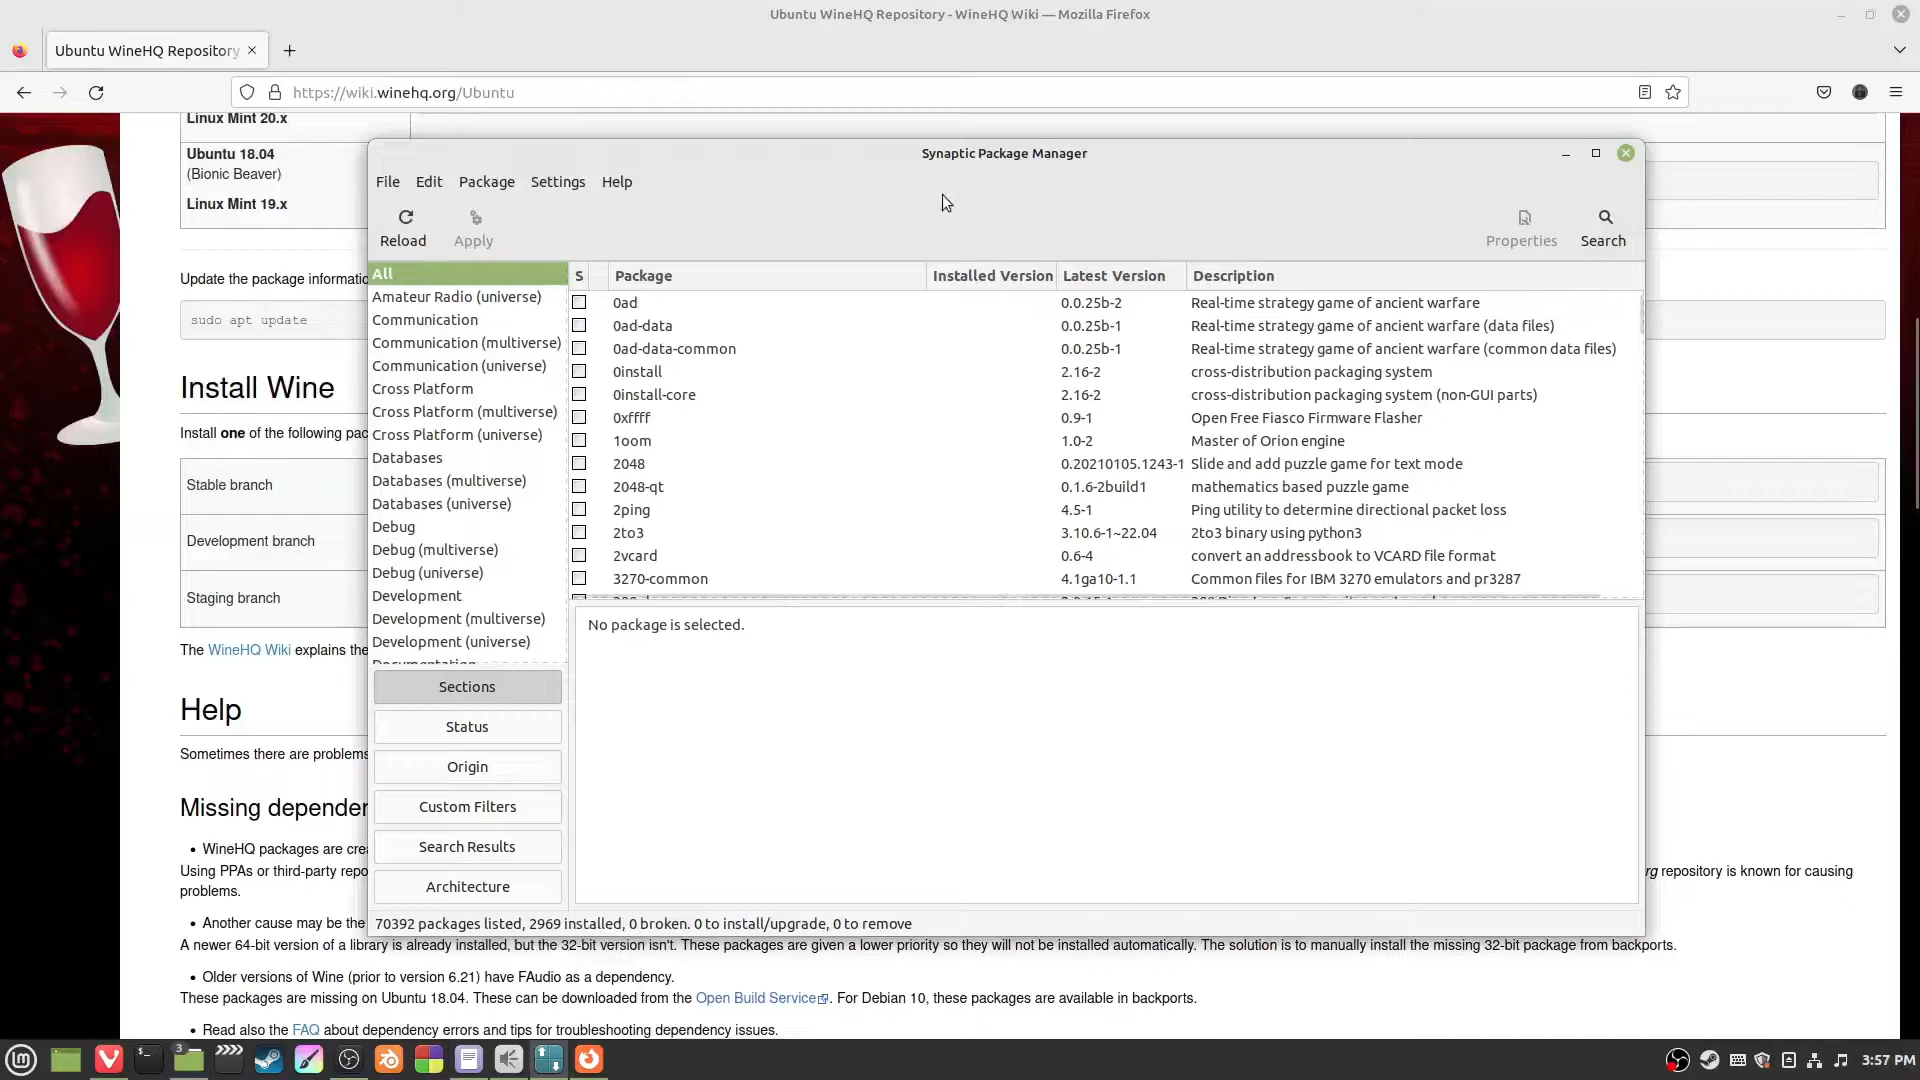 Ubuntu WineHQ Repository - WineHQ Wiki — Mozilla Firefox
Ubuntu WineHQ Repository
https://wiki.winehq.org/Ubuntu
Linux Mint 20.x
Ubuntu 18.04
(Bionic Beaver)
Linux Mint 19.x
Update the package informatio
sudo apt update
Install Wine
Install one of the following pac
Stable branch
Development branch
Staging branch
The WineHQ Wiki explains the
Help
Sometimes there are problems
Missing depender
• WineHQ packages are crea
Using PPAs or third-party repo
rg repository is known for causing
problems.
• Another cause may be the
A newer 64-bit version of a library is already installed, but the 32-bit version isn't. These packages are given a lower priority so they will not be installed automatically. The solution is to manually install the missing 32-bit package from backports.
• Older versions of Wine (prior to version 6.21) have FAudio as a dependency.
These packages are missing on Ubuntu 18.04. These can be downloaded from the Open Build Service. For Debian 10, these packages are available in backports.
• Read also the FAQ about dependency errors and tips for troubleshooting dependency issues.
Synaptic Package Manager
File Edit Package Settings Help
Reload Apply Properties Search
All
Amateur Radio (universe)
Communication
Communication (multiverse)
Communication (universe)
Cross Platform
Cross Platform (multiverse)
Cross Platform (universe)
Databases
Databases (multiverse)
Databases (universe)
Debug
Debug (multiverse)
Debug (universe)
Development
Development (multiverse)
Development (universe)
Documentation
Sections
Status
Origin
Custom Filters
Search Results
Architecture
S Package Installed Version Latest Version Description
0ad 0.0.25b-2 Real-time strategy game of ancient warfare
0ad-data 0.0.25b-1 Real-time strategy game of ancient warfare (data files)
0ad-data-common 0.0.25b-1 Real-time strategy game of ancient warfare (common data files)
0install 2.16-2 cross-distribution packaging system
0install-core 2.16-2 cross-distribution packaging system (non-GUI parts)
0xffff 0.9-1 Open Free Fiasco Firmware Flasher
1oom 1.0-2 Master of Orion engine
2048 0.20210105.1243-1 Slide and add puzzle game for text mode
2048-qt 0.1.6-2build1 mathematics based puzzle game
2ping 4.5-1 Ping utility to determine directional packet loss
2to3 3.10.6-1~22.04 2to3 binary using python3
2vcard 0.6-4 convert an addressbook to VCARD file format
3270-common 4.1ga10-1.1 Common files for IBM 3270 emulators and pr3287
No package is selected.
70392 packages listed, 2969 installed, 0 broken. 0 to install/upgrade, 0 to remove
3
3:57 PM